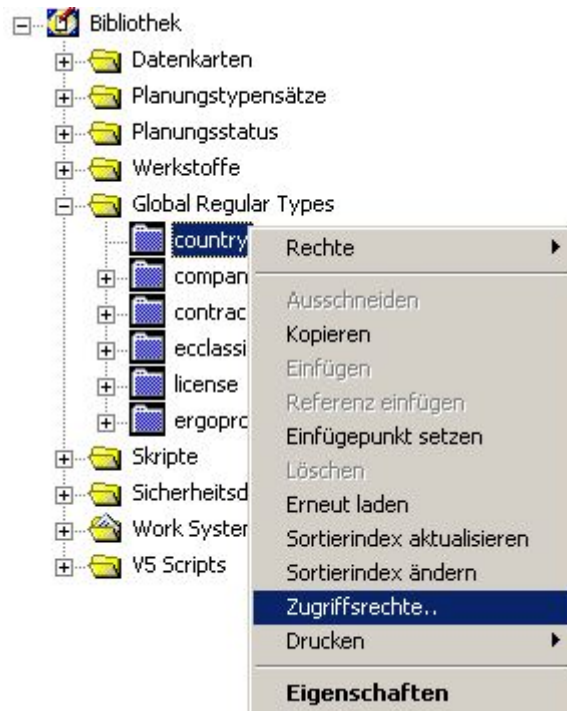 Bibliothek
Datenkarten
Planungstypensätze
Planungsstatus
Werkstoffe
Global Regular Types
country
compan
contrac
ecclassi
license
ergopro
Skripte
Sicherheitsd
Work System
V5 Scripts
Rechte
Ausschneiden
Kopieren
Einfügen
Referenz einfügen
Einfügepunkt setzen
Löschen
Erneut laden
Sortierindex aktualisieren
Sortierindex ändern
Zugriffsrechte..
Drucken
Eigenschaften